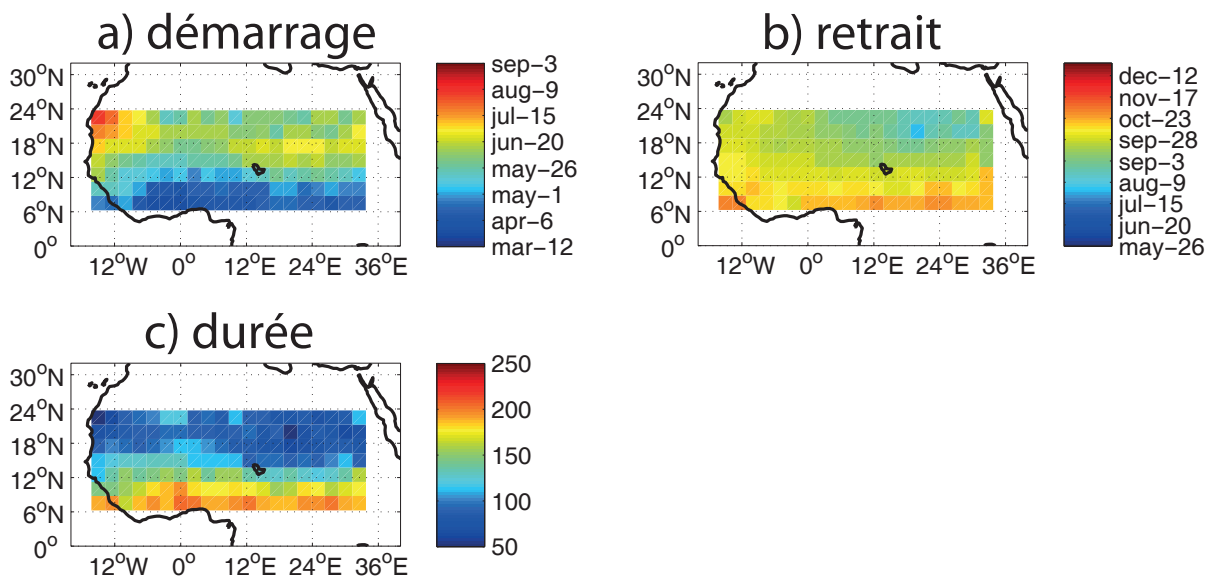 a) démarrage
30°N
24°N
18°N
12°N
6°N
0°
12°W 0° 12°E 24°E 36°E
sep−3
aug−9
jul−15
jun−20
may−26
may−1
apr−6
mar−12
b) retrait
30°N
24°N
18°N
12°N
6°N
0°
12°W 0° 12°E 24°E 36°E
dec−12
nov−17
oct−23
sep−28
sep−3
aug−9
jul−15
jun−20
may−26
c) durée
30°N
24°N
18°N
12°N
6°N
0°
12°W 0° 12°E 24°E 36°E
250
200
150
100
50